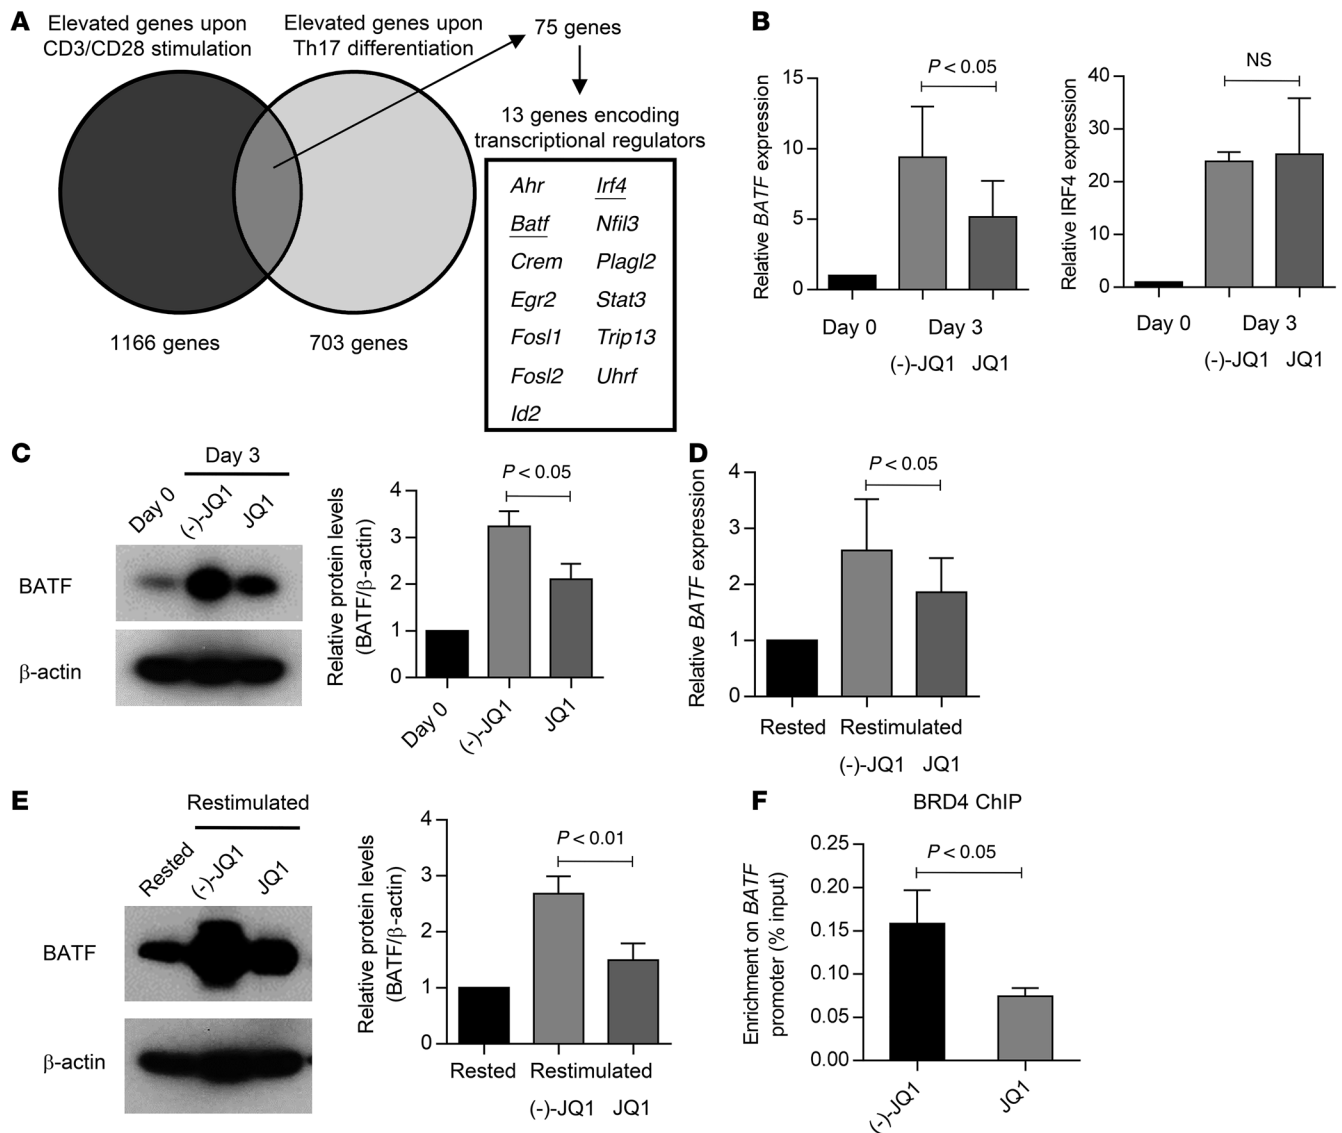 A
Elevated genes upon
CD3/CD28 stimulation
Elevated genes upon
Th17 differentiation
75 genes
13 genes encoding
transcriptional regulators
Ahr
Batf
Crem
Egr2
Fosl1
Fosl2
Id2
Irf4
Nfil3
Plagl2
Stat3
Trip13
Uhrf
1166 genes
703 genes
B
Relative BATF expression
15
10
5
0
P < 0.05
Day 0
Day 3
(-)-JQ1
JQ1
Relative IRF4 expression
40
30
20
10
0
NS
Day 0
Day 3
(-)-JQ1
JQ1
C
Day 3
Day 0
(-)-JQ1
JQ1
BATF
β-actin
Relative protein levels
(BATF/β-actin)
4
3
2
1
0
P < 0.05
Day 0
(-)-JQ1
JQ1
D
Relative BATF expression
4
3
2
1
0
P < 0.05
Rested
Restimulated
(-)-JQ1
JQ1
E
Restimulated
Rested
(-)-JQ1
JQ1
BATF
β-actin
Relative protein levels
(BATF/β-actin)
4
3
2
1
0
P < 0.01
Rested
Restimulated
(-)-JQ1
JQ1
F
BRD4 ChIP
Enrichment on BATF
promoter (% input)
0.25
0.20
0.15
0.10
0.05
0.00
P < 0.05
(-)-JQ1
JQ1